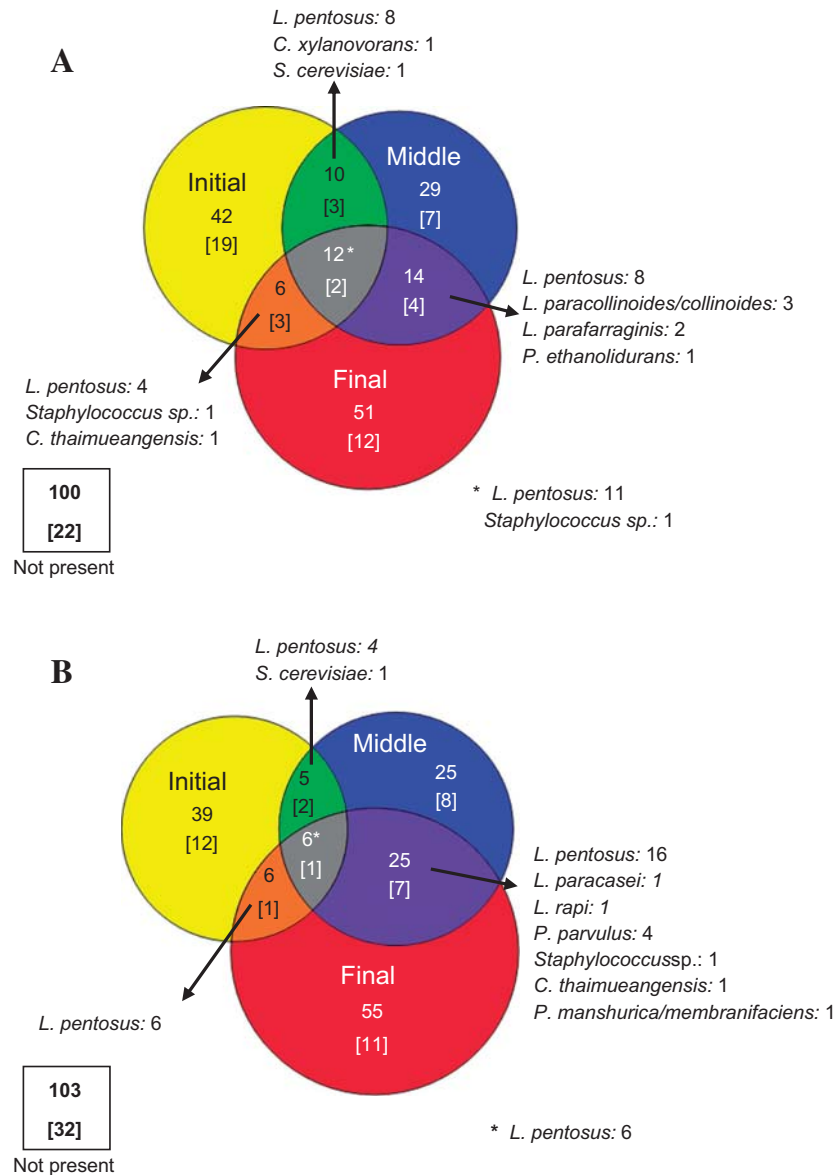 A
L. pentosus: 8
C. xylanovorans: 1
S. cerevisiae: 1
Initial
42
[19]
10
[3]
Middle
29
[7]
12*
[2]
6
[3]
14
[4]
L. pentosus: 8
L. paracollinoides/collinoides: 3
L. parafarraginis: 2
P. ethanolidurans: 1
Final
51
[12]
L. pentosus: 4
Staphylococcus sp.: 1
C. thaimueangensis: 1
100
[22]
Not present
* L. pentosus: 11
Staphylococcus sp.: 1
B
L. pentosus: 4
S. cerevisiae: 1
Initial
39
[12]
5
[2]
Middle
25
[8]
6*
[1]
6
[1]
25
[7]
L. pentosus: 16
L. paracasei: 1
L. rapi: 1
P. parvulus: 4
Staphylococcussp.: 1
C. thaimueangensis: 1
P. manshurica/membranifaciens: 1
Final
55
[11]
L. pentosus: 6
103
[32]
Not present
* L. pentosus: 6